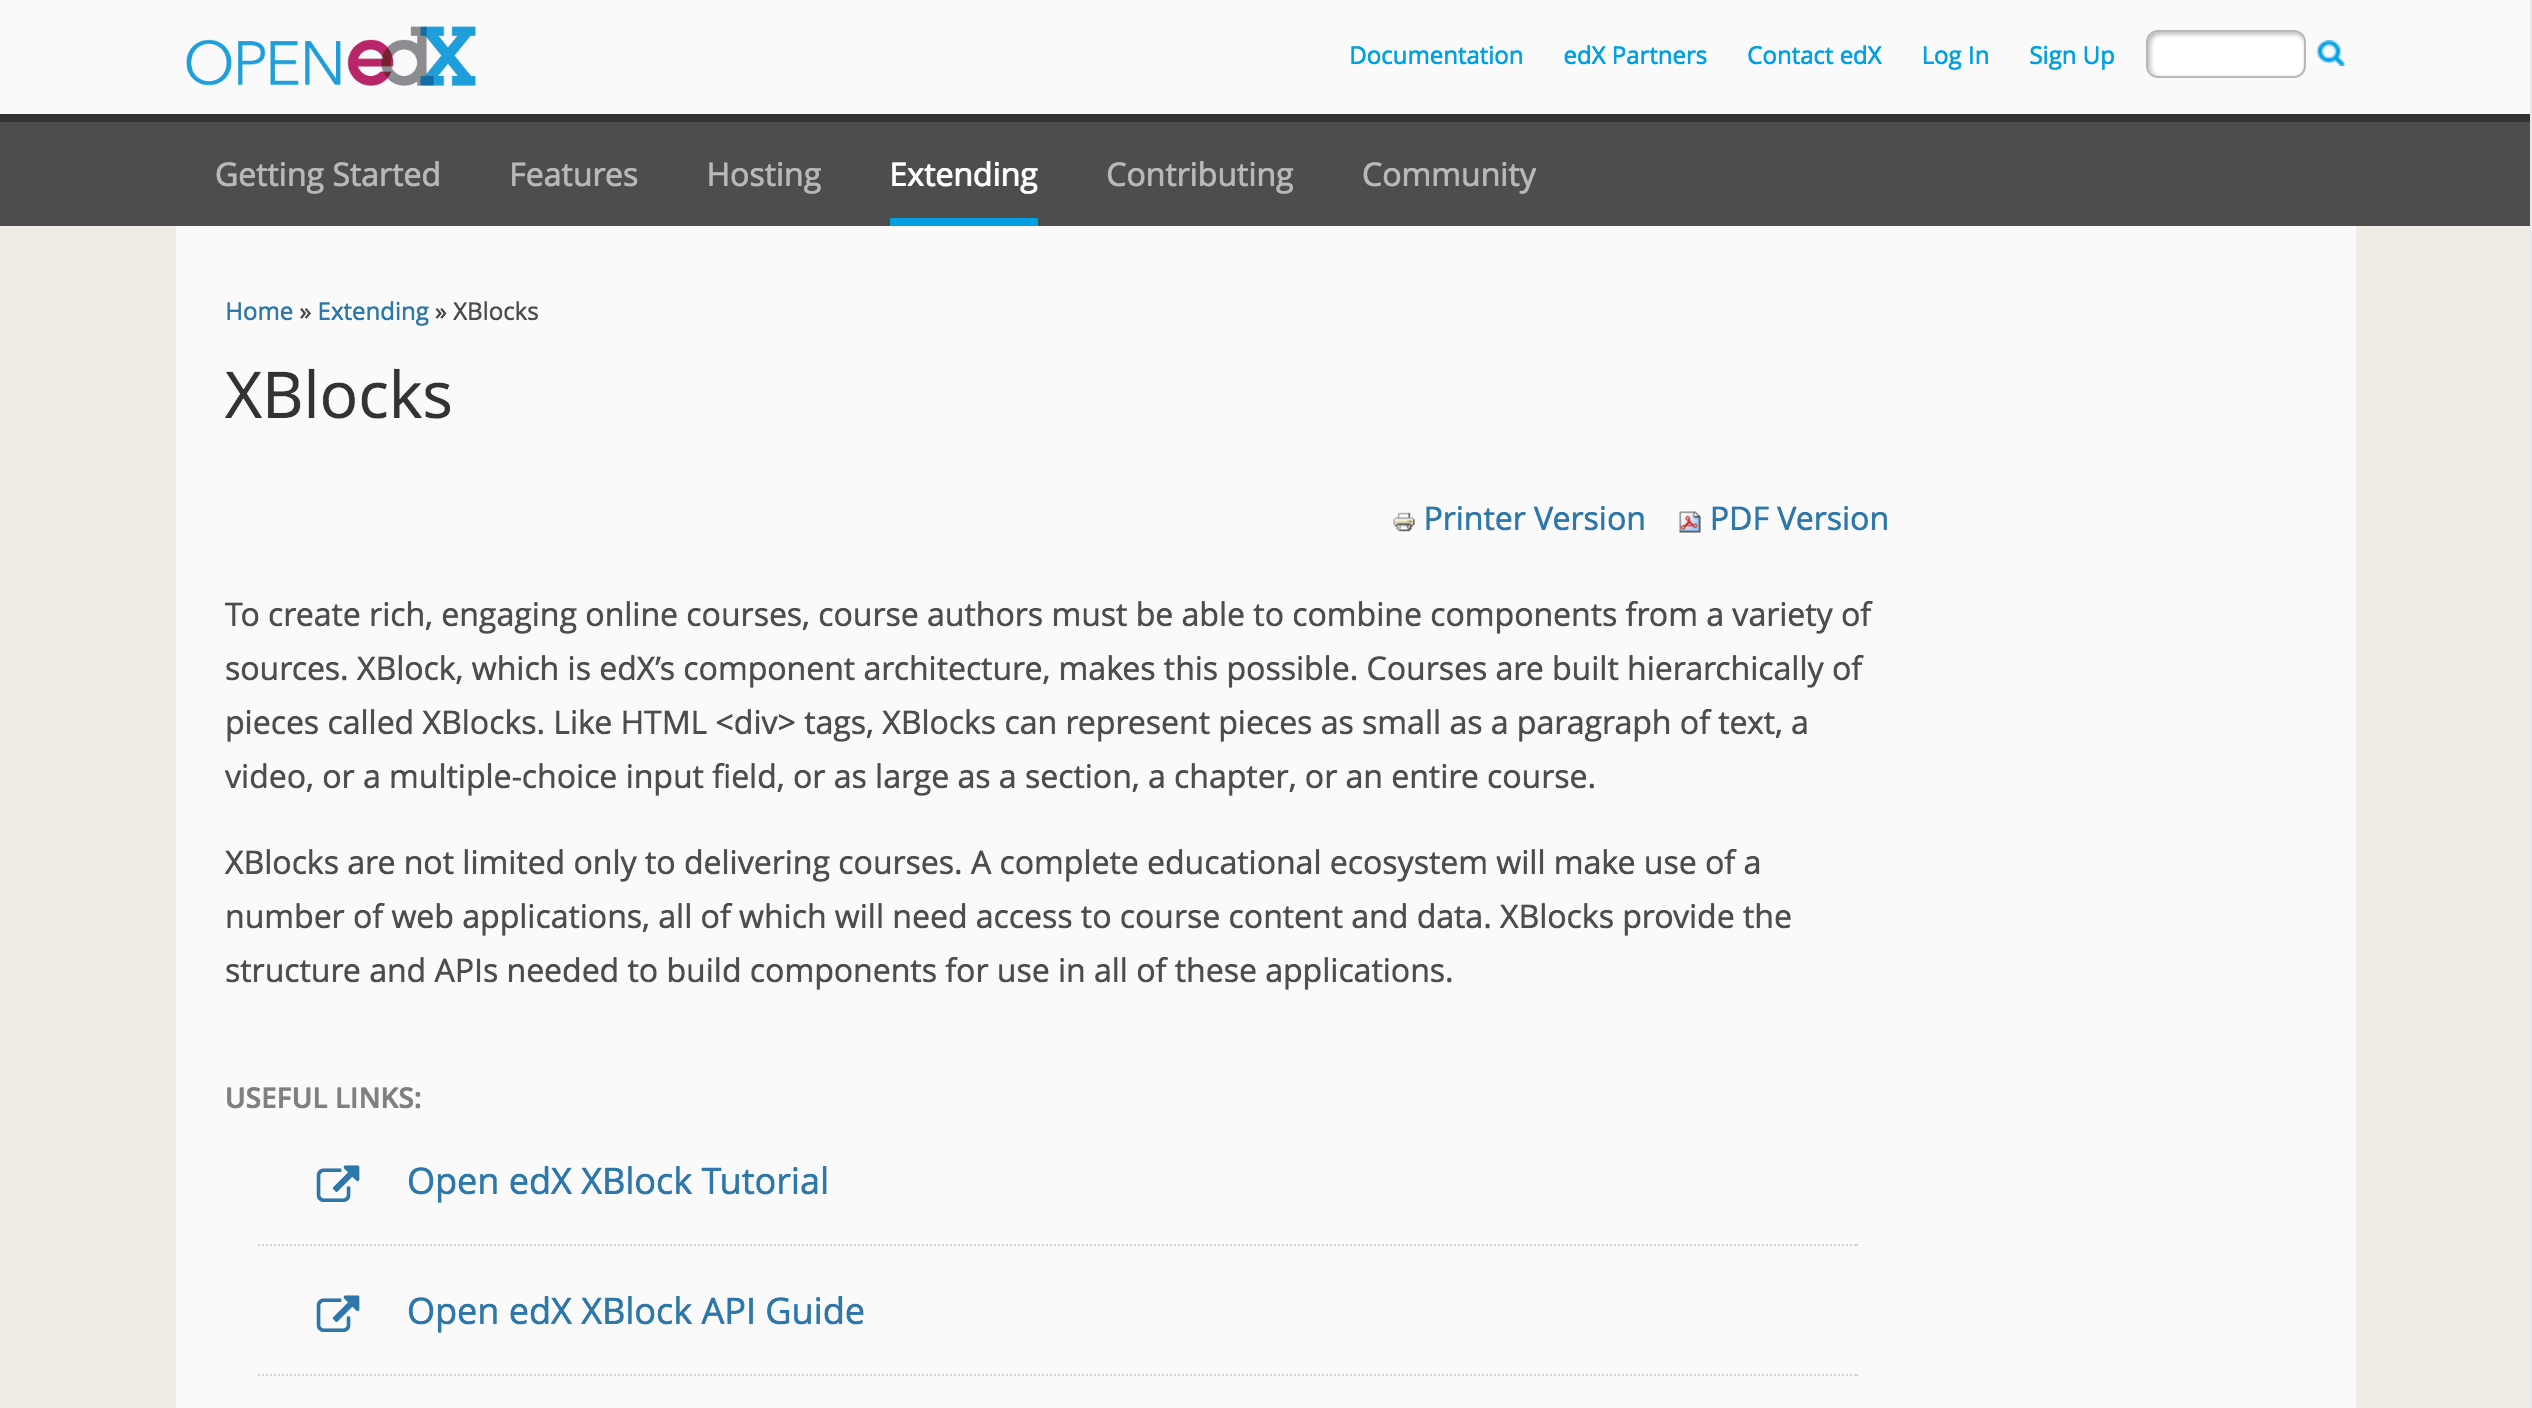 OPEN edX
Documentation
edX Partners
Contact edX
Log In
Sign Up
Getting Started
Features
Hosting
Extending
Contributing
Community
Home » Extending » XBlocks
XBlocks
Printer Version
PDF Version
To create rich, engaging online courses, course authors must be able to combine components from a variety of
sources. XBlock, which is edX’s component architecture, makes this possible. Courses are built hierarchically of
pieces called XBlocks. Like HTML <div> tags, XBlocks can represent pieces as small as a paragraph of text, a
video, or a multiple-choice input field, or as large as a section, a chapter, or an entire course.
XBlocks are not limited only to delivering courses. A complete educational ecosystem will make use of a
number of web applications, all of which will need access to course content and data. XBlocks provide the
structure and APIs needed to build components for use in all of these applications.
USEFUL LINKS:
Open edX XBlock Tutorial
Open edX XBlock API Guide